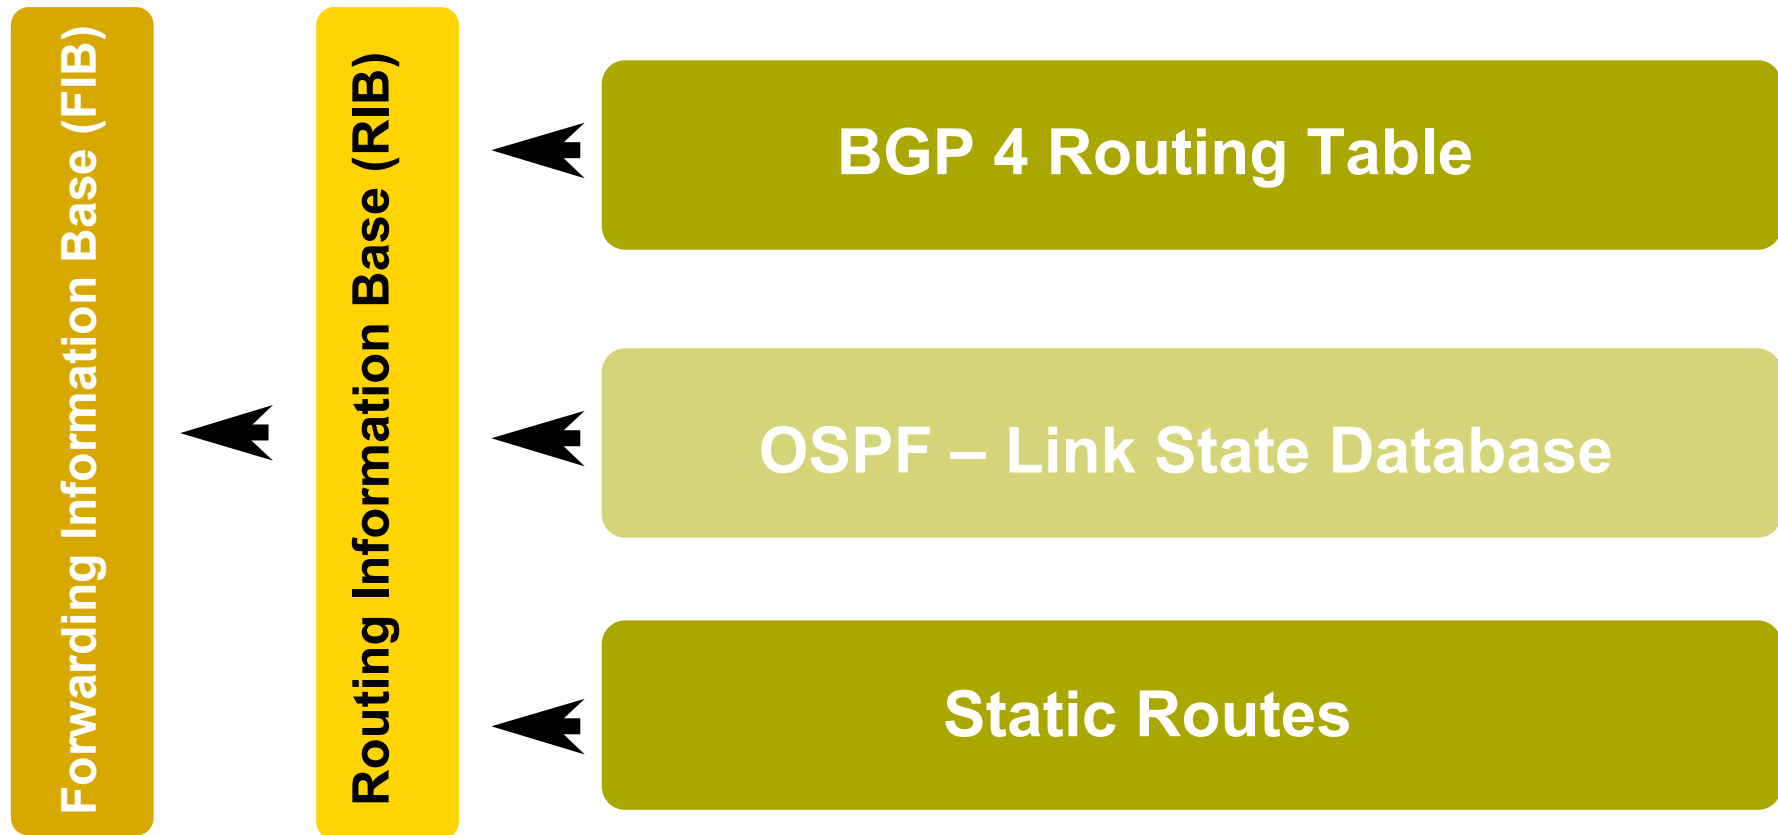 Forwarding Information Base (FIB)
Routing Information Base (RIB)
BGP 4 Routing Table
OSPF – Link State Database
Static Routes